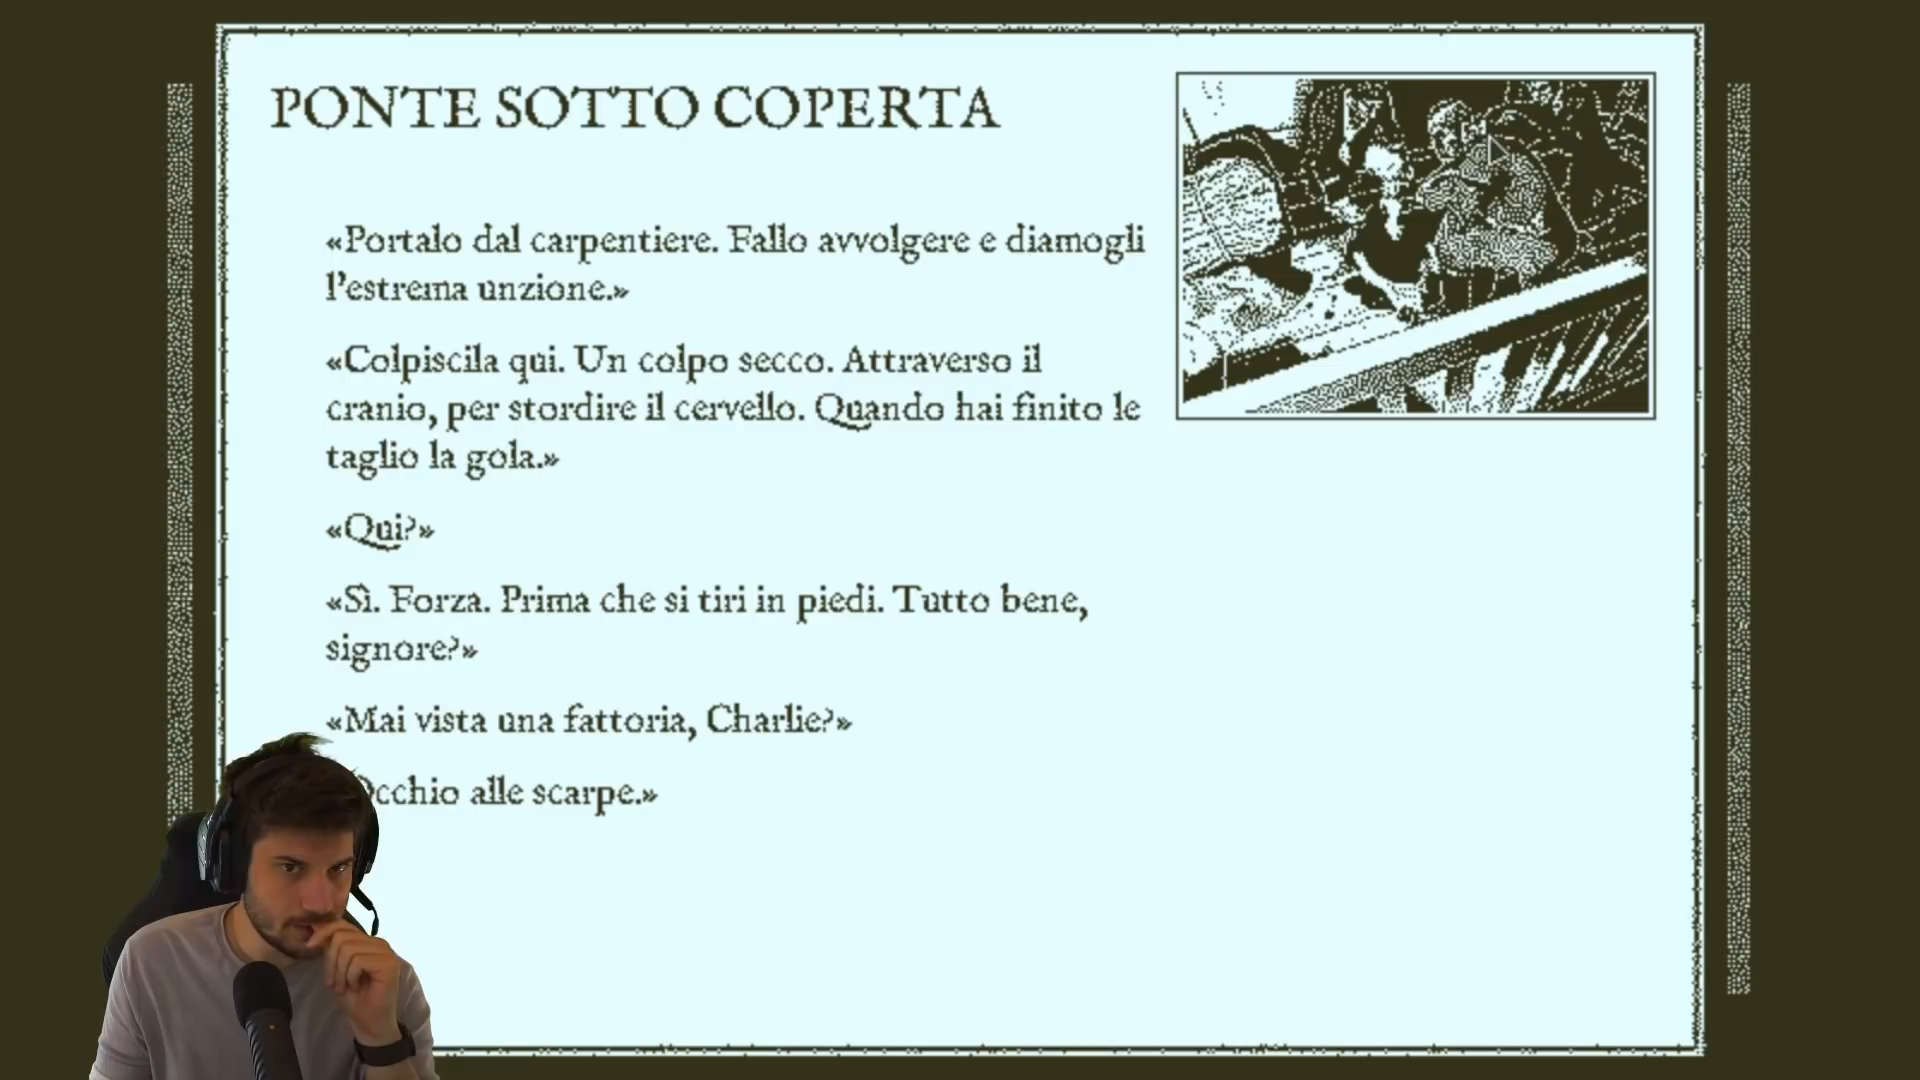 PONTE SOTTO COPERTA
«Portalo dal carpentiere. Fallo avvolgere e diamogli
l'estrema unzione.»
«Colpiscila qui. Un colpo secco. Attraverso il
cranio, per stordire il cervello. Quando hai finito le
taglio la gola.»
«Qui?»
«Sì. Forza. Prima che si tiri in piedi. Tutto bene,
signore?»
«Mai vista una fattoria, Charlie?»
Occhio alle scarpe.»